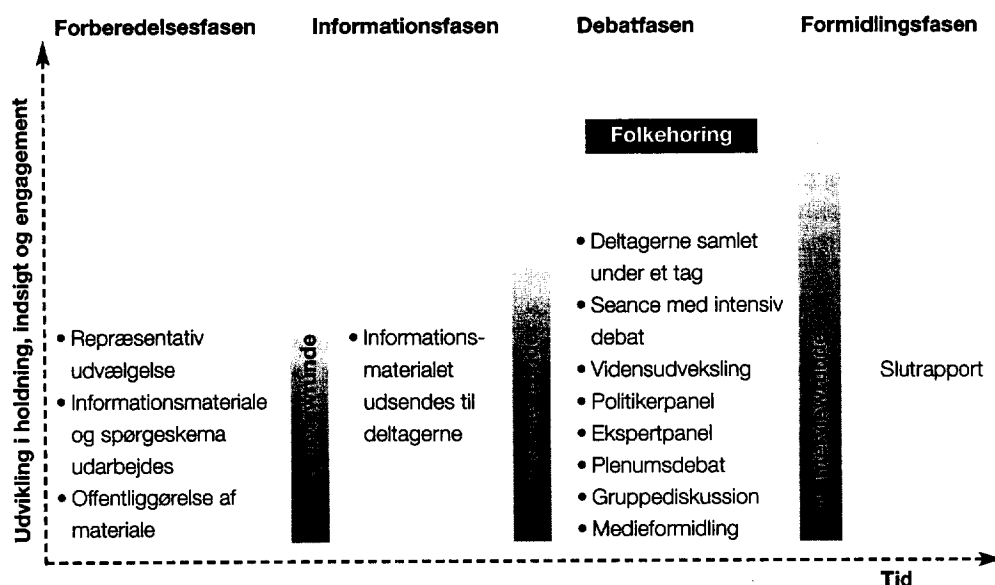 Forberedelsesfasen
Informationsfasen
Debatfasen
Formidlingsfasen
Udvikling i holdning, indsigt og engagement
• Repræsentativ
udvælgelse
• Informationsmateriale
og spørgeskema
udarbejdes
• Offentliggørelse af
materiale
• Informations-
materialet
udsendes til
deltagerne
Folkehøring
• Deltagerne samlet
under et tag
• Seance med intensiv
debat
• Vidensudveksling
• Politikerpanel
• Ekspertpanel
• Plenumsdebat
• Gruppediskussion
• Medieformidling
Slutrapport
Tid